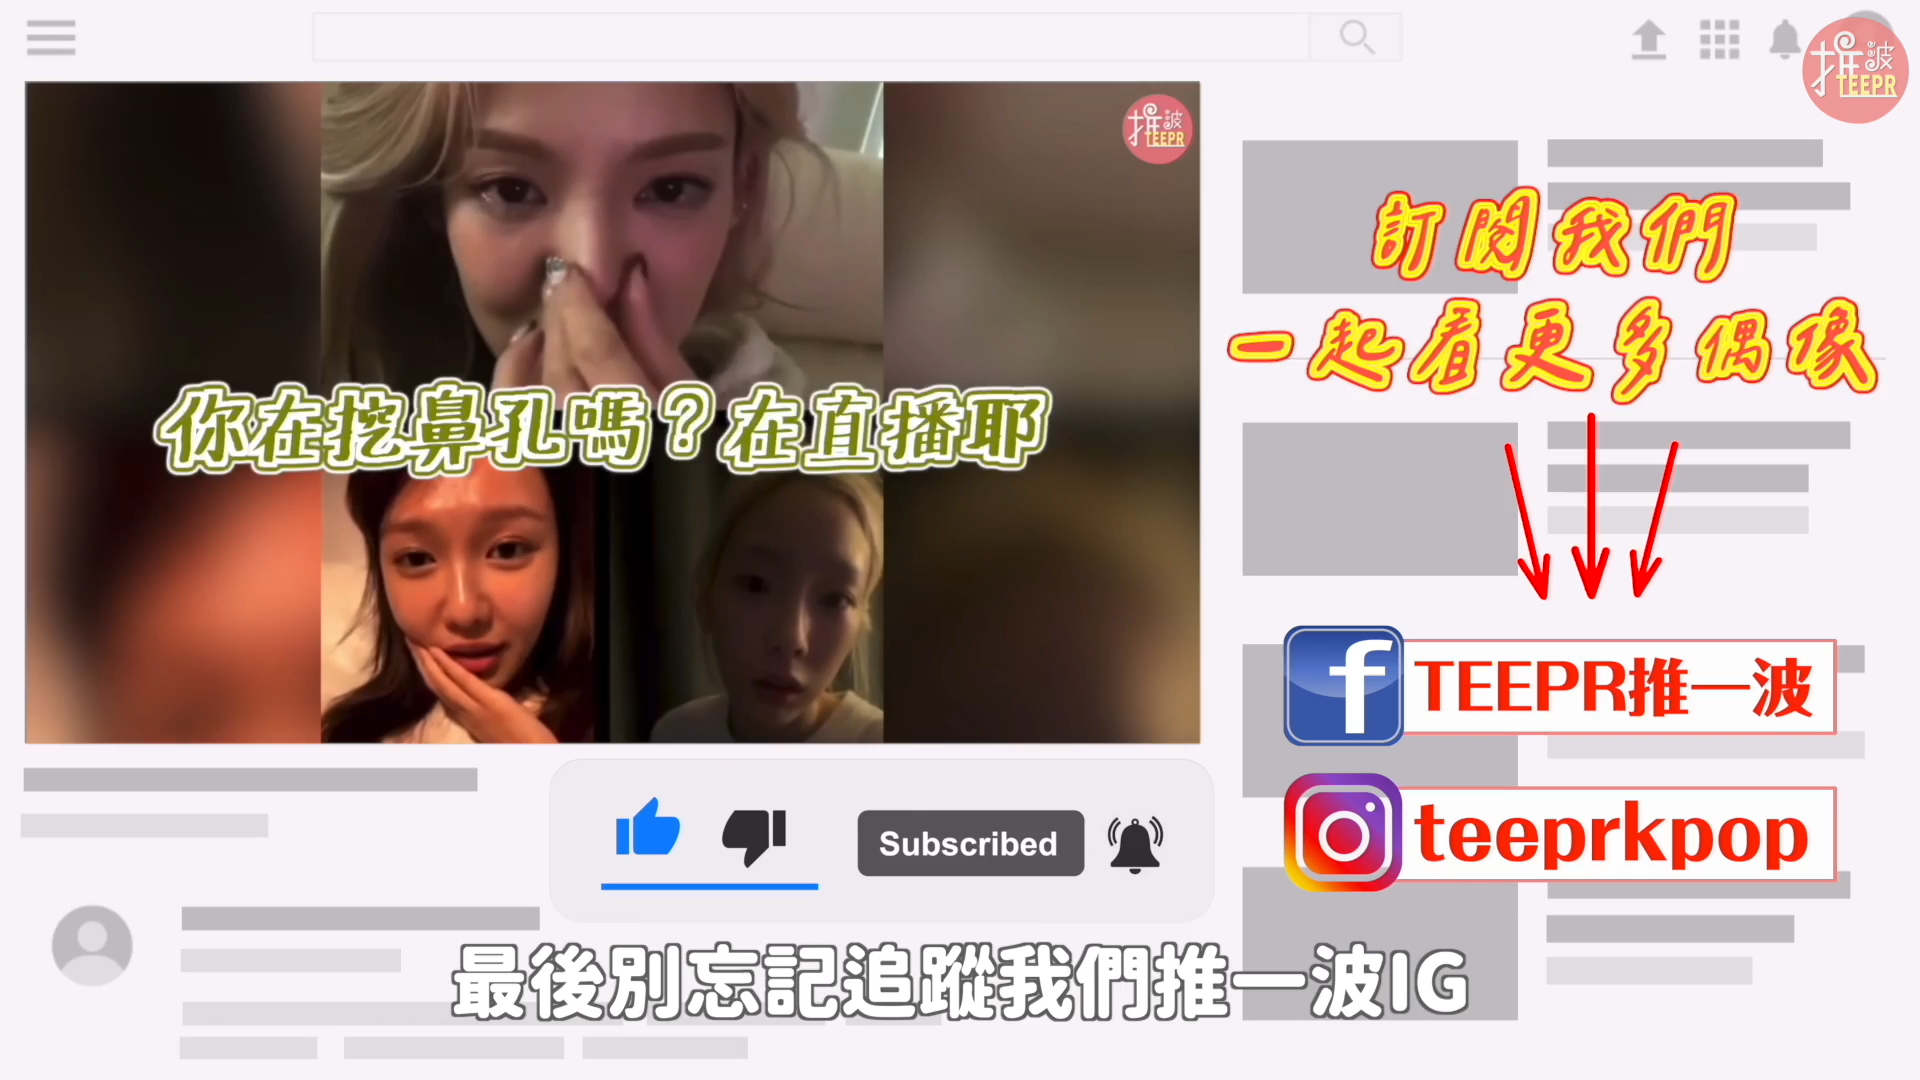 推波
TEEPR
推波
TEEPR
訂閱我們
一起看更多偶像
你在挖鼻孔嗎？在直播耶
TEEPR推一波
Subscribed
teeprkpop
最後別忘記追蹤我們推一波IG